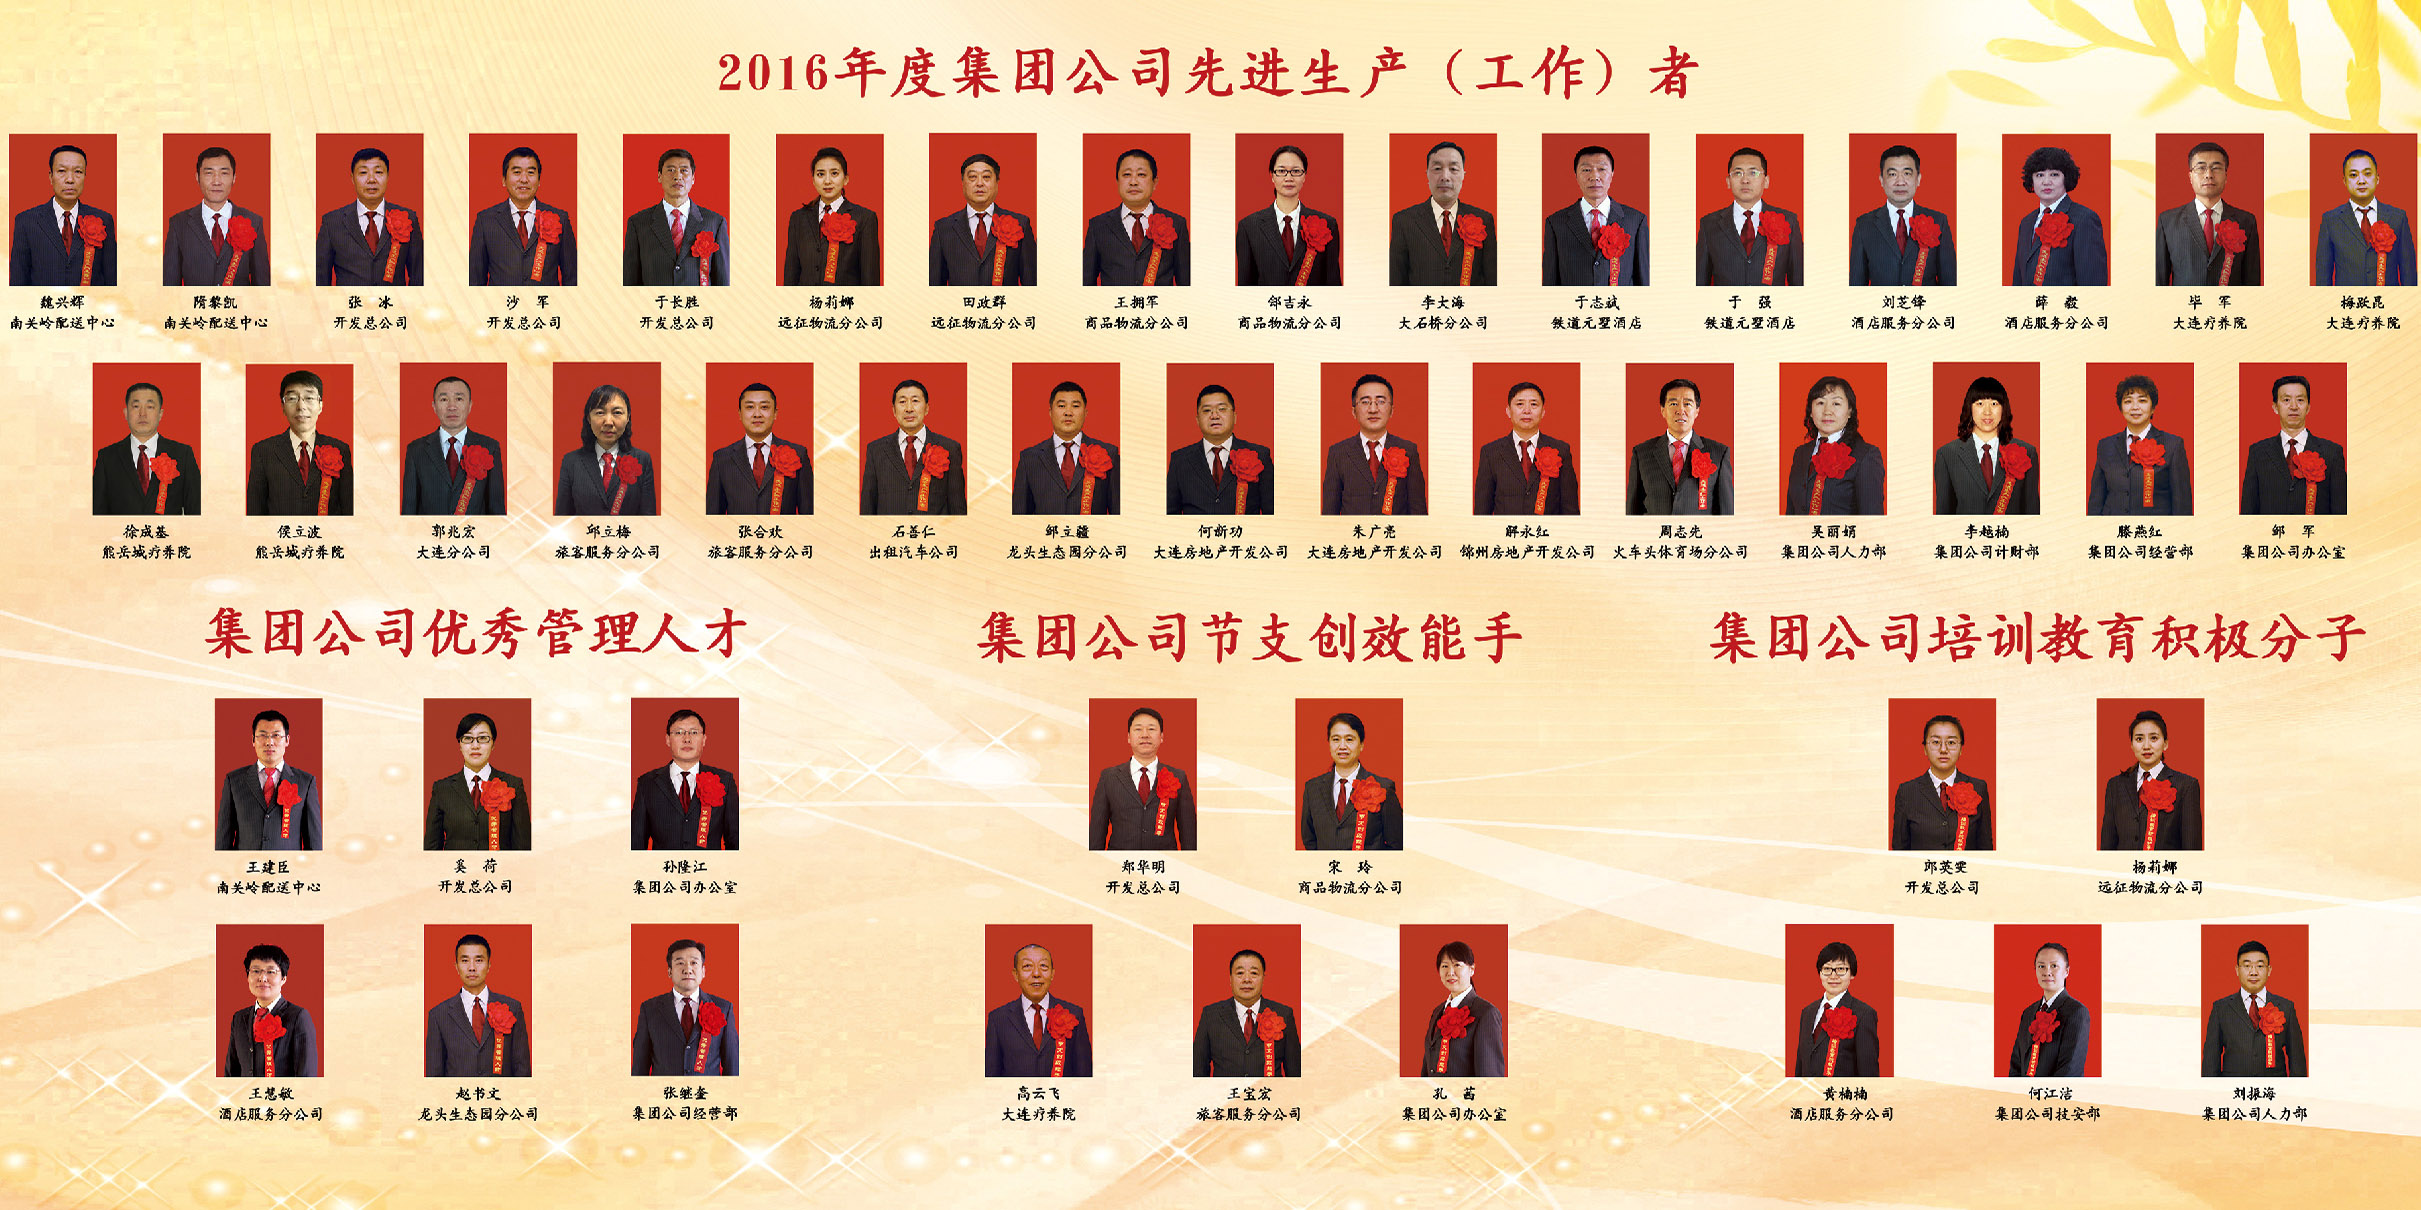 2016年度集团公司先进生产（工作）者
魏兴辉 隋黎凯 张 冰 沙 军 于长胜 杨莉娜 田政群 王拥军 郐吉永 李大海 于志斌 于 强 刘芝锋 薛 毅 毕 军 梅跃昆
南关岭配送中心 南关岭配送中心 开发总公司 开发总公司 开发总公司 远征物流分公司 远征物流分公司 商品物流分公司 商品物流分公司 大石桥分公司 铁道元墅酒店 铁道元墅酒店 酒店服务分公司 酒店服务分公司 大连疗养院 大连疗养院
徐成基 侯立波 郭兆宏 邱立梅 张合欢 石善仁 邹立疆 何新功 朱广亮 解永红 周志先 吴丽娟 李越楠 滕燕红 邹 军
熊岳城疗养院 熊岳城疗养院 大连分公司 旅客服务分公司 旅客服务分公司 出租汽车公司 龙头生态园分公司 大连房地产开发公司 大连房地产开发公司 锦州房地产开发公司 火车头体育场分公司 集团公司人力部 集团公司计财部 集团公司经营部 集团公司办公室
集团公司优秀管理人才
王建臣 奚 荷 孙隆江
南关岭配送中心 开发总公司 集团公司办公室
王慧敏 赵书文 张继奎
酒店服务分公司 龙头生态园分公司 集团公司经营部
集团公司节支创效能手
郑华明 宋 玲
开发总公司 商品物流分公司
高云飞 王宝宏 孔 茜
大连疗养院 旅客服务分公司 集团公司办公室
集团公司培训教育积极分子
郎英雯 杨莉娜
开发总公司 远征物流分公司
黄楠楠 何江洁 刘振海
酒店服务分公司 集团公司技安部 集团公司人力部